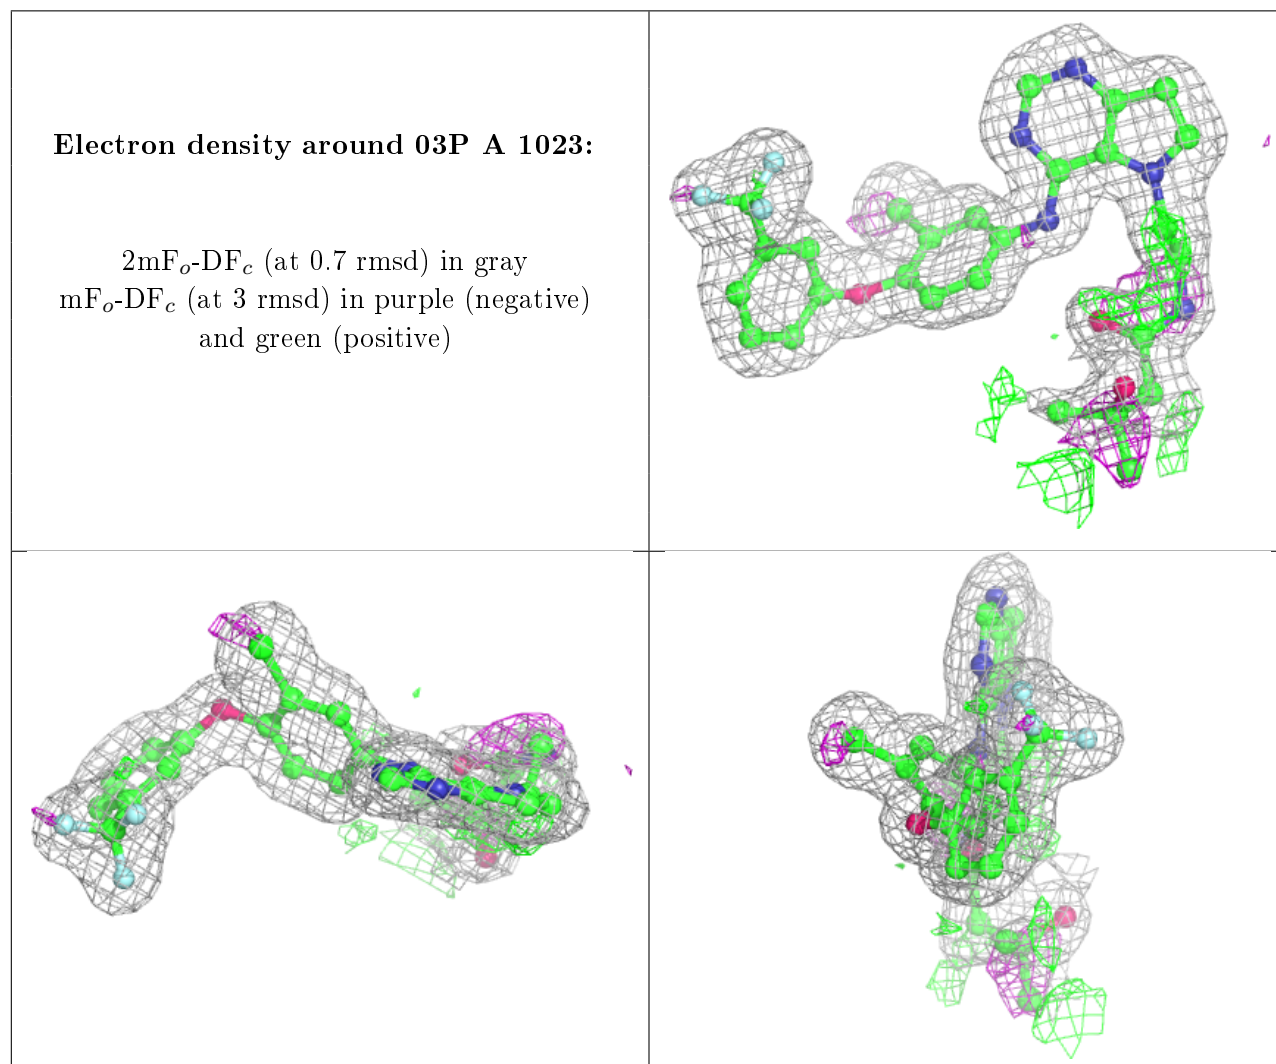 Electron density around 03P A 1023:
2mFo-DFc (at 0.7 rmsd) in gray
mFo-DFc (at 3 rmsd) in purple (negative)
and green (positive)